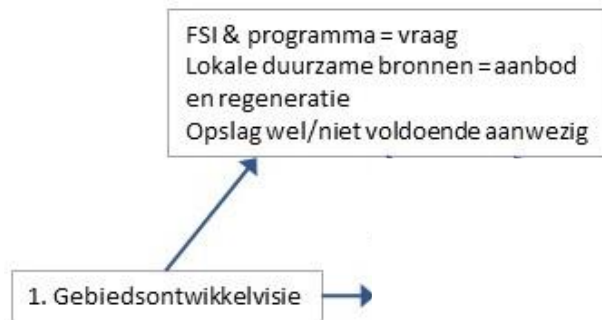 FSI & programma = vraag
Lokale duurzame bronnen = aanbod
en regeneratie
Opslag wel/niet voldoende aanwezig
1. Gebiedsontwikkelvisie